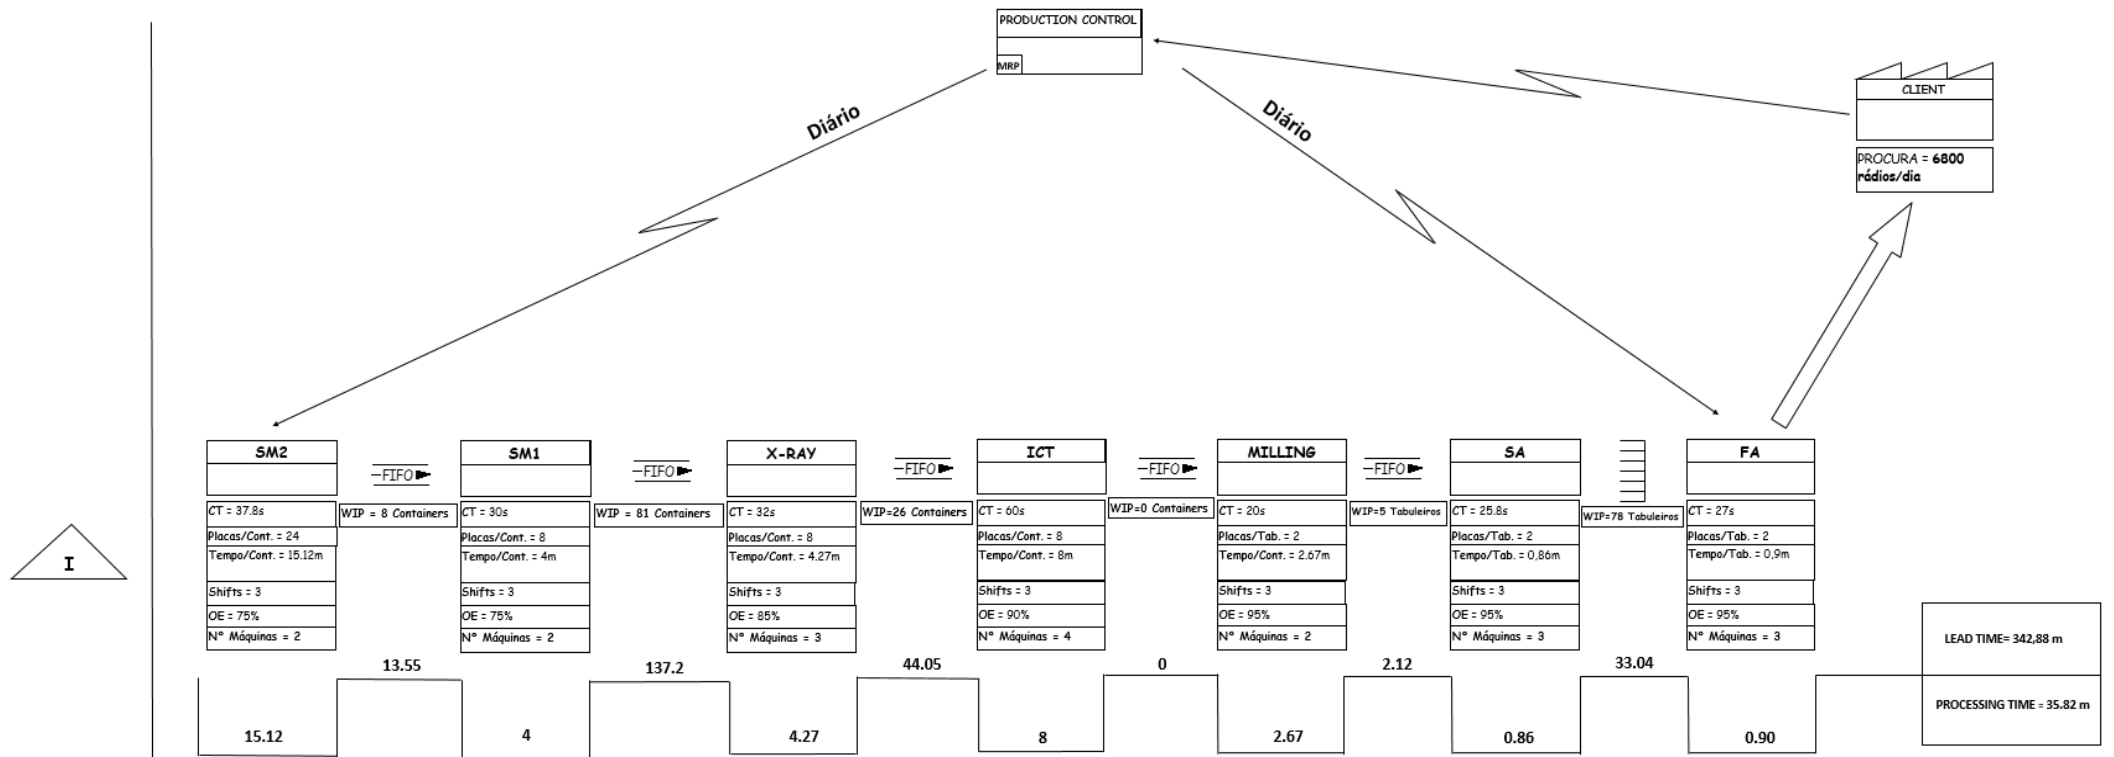 PRODUCTION CONTROL
MRP
Diário
Diário
CLIENT
PROCURA = 6800
rádios/dia
I
SM2
CT = 37.8s
Placas/Cont. = 24
Tempo/Cont. = 15.12m
Shifts = 3
OE = 75%
Nº Máquinas = 2
FIFO
WIP = 8 Containers
SM1
CT = 30s
Placas/Cont. = 8
Tempo/Cont. = 4m
Shifts = 3
OE = 75%
Nº Máquinas = 2
FIFO
WIP = 81 Containers
X-RAY
CT = 32s
Placas/Cont. = 8
Tempo/Cont. = 4.27m
Shifts = 3
OE = 85%
Nº Máquinas = 3
FIFO
WIP=26 Containers
ICT
CT = 60s
Placas/Cont. = 8
Tempo/Cont. = 8m
Shifts = 3
OE = 90%
Nº Máquinas = 4
FIFO
WIP=0 Containers
MILLING
CT = 20s
Placas/Tab. = 2
Tempo/Cont. = 2.67m
Shifts = 3
OE = 95%
Nº Máquinas = 2
FIFO
WIP=5 Tabuleiros
SA
CT = 25.8s
Placas/Tab. = 2
Tempo/Tab. = 0,86m
Shifts = 3
OE = 95%
Nº Máquinas = 3
WIP=78 Tabuleiros
FA
CT = 27s
Placas/Tab. = 2
Tempo/Tab. = 0,9m
Shifts = 3
OE = 95%
Nº Máquinas = 3
13.55
137.2
44.05
0
2.12
33.04
15.12
4
4.27
8
2.67
0.86
0.90
LEAD TIME= 342,88 m
PROCESSING TIME = 35.82 m